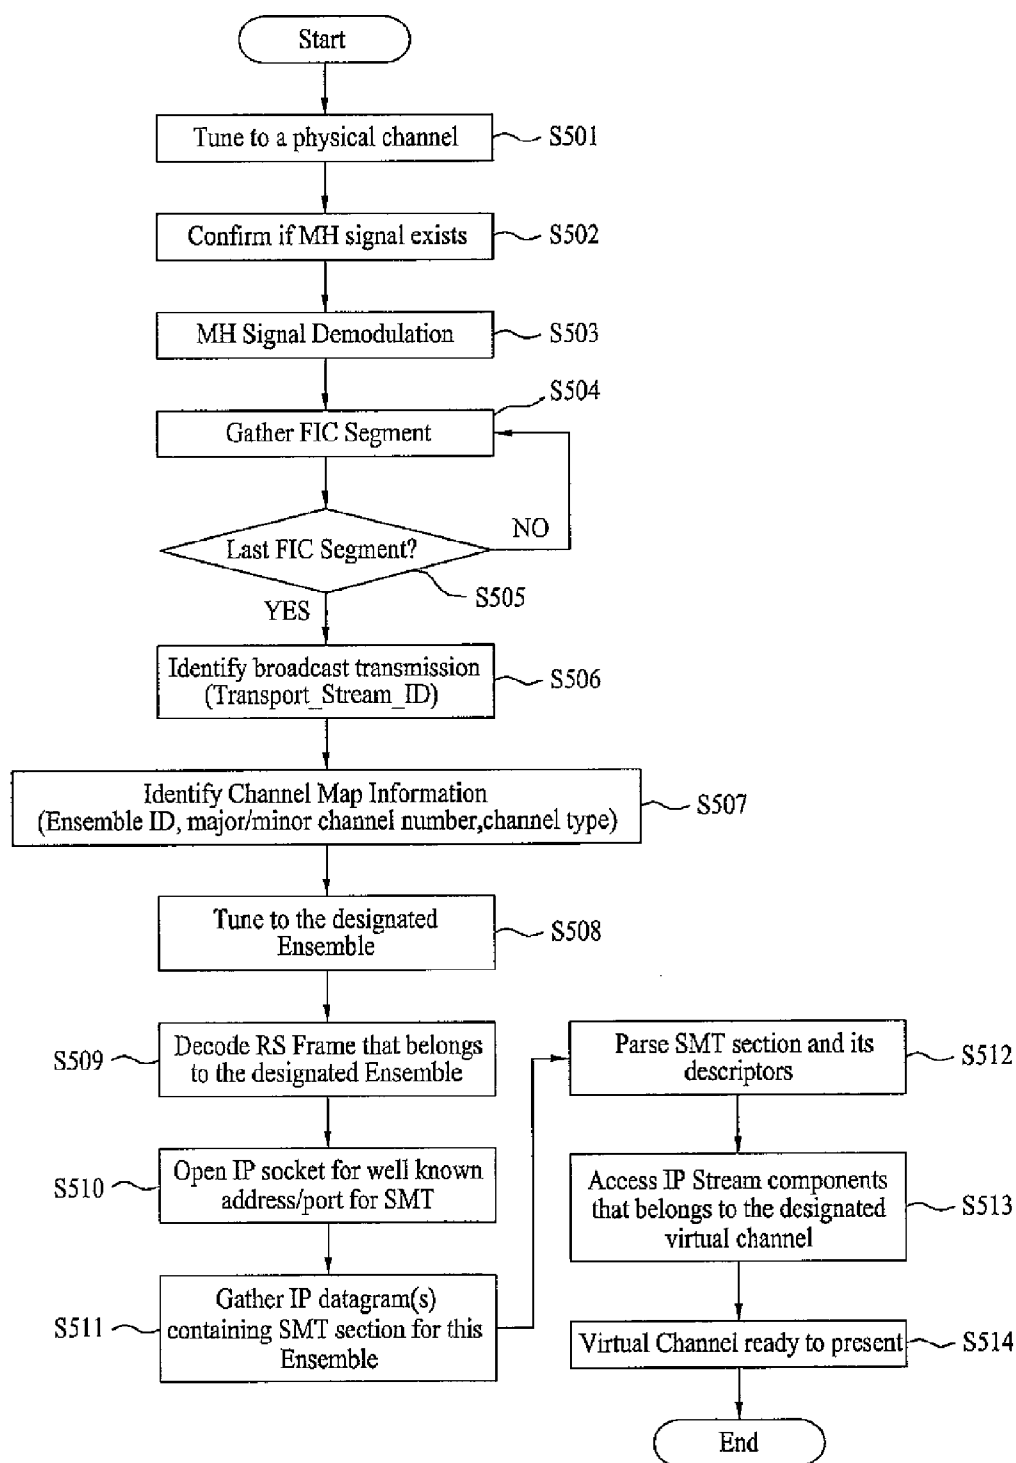 Start
Tune to a physical channel
S501
Confirm if MH signal exists
S502
MH Signal Demodulation
S503
S504
Gather FIC Segment
NO
Last FIC Segment?
S505
YES
Identify broadcast transmission
(Transport_Stream_ID)
S506
Identify Channel Map Information
(Ensemble ID, major/minor channel number,channel type)
S507
Tune to the designated
Ensemble
S508
S509
Decode RS Frame that belongs
to the designated Ensemble
S510
Open IP socket for well known
address/port for SMT
S511
Gather IP datagram(s)
containing SMT section for this
Ensemble
Parse SMT section and its
descriptors
S512
Access IP Stream components
that belongs to the designated
virtual channel
S513
Virtual Channel ready to present
S514
End